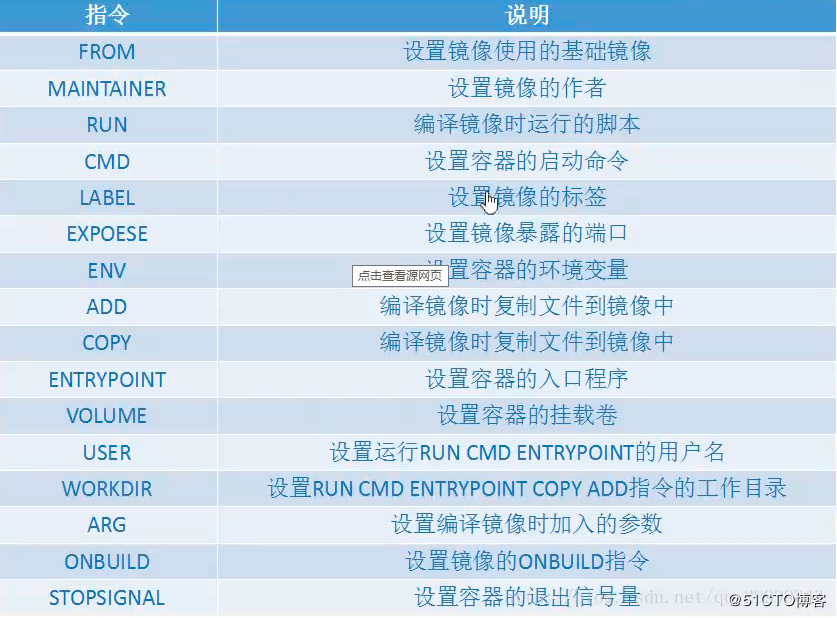 指令 说明
FROM 设置镜像使用的基础镜像
MAINTAINER 设置镜像的作者
RUN 编译镜像时运行的脚本
CMD 设置容器的启动命令
LABEL 设置镜像的标签
EXPOESE 设置镜像暴露的端口
ENV 置容器的环境变量
点击查看源网页
ADD 编译镜像时复制文件到镜像中
COPY 编译镜像时复制文件到镜像中
ENTRYPOINT 设置容器的入口程序
VOLUME 设置容器的挂载卷
USER 设置运行RUN CMD ENTRYPOINT的用户名
WORKDIR 设置RUN CMD ENTRYPOINT COPY ADD指令的工作目录
ARG 设置编译镜像时加入的参数
ONBUILD 设置镜像的ONBUILD指令
STOPSIGNAL 设置容器的退出信号量
@51CTO博客